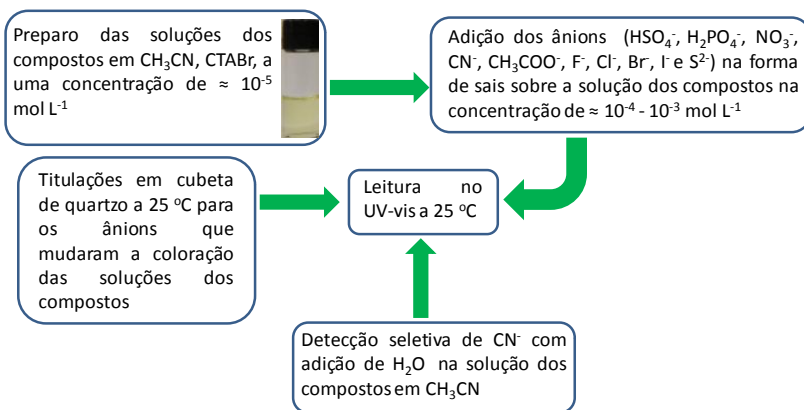 Preparo das soluções dos
compostos em CH₃CN, CTABr, a
uma concentração de ≈ 10⁻⁵
mol L⁻¹
Adição dos ânions (HSO₄⁻, H₂PO₄⁻, NO₃⁻,
CN⁻, CH₃COO⁻, F⁻, Cl⁻, Br⁻, I⁻ e S²⁻) na forma
de sais sobre a solução dos compostos na
concentração de ≈ 10⁻⁴ - 10⁻³ mol L⁻¹
Titulações em cubeta
de quartzo a 25 °C para
os ânions que
mudaram a coloração
das soluções dos
compostos
Leitura no
UV-vis a 25 °C
Detecção seletiva de CN⁻ com
adição de H₂O na solução dos
compostos em CH₃CN